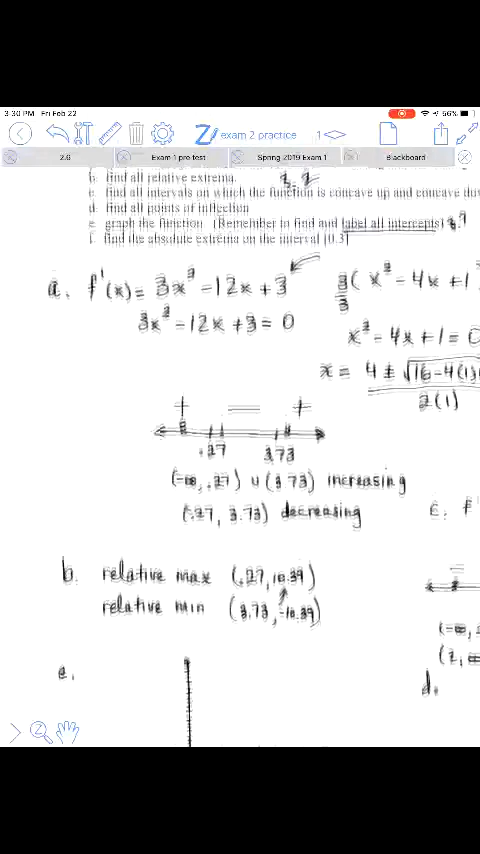 3:30 PM Fri Feb 22
56%
exam 2 practice
1
2.6
Exam 1 pre-test
Spring 2019 Exam 1
Blackboard
b. find all relative extrema.
c. find all intervals on which the function is concave up and concave dow
d. find all points of inflection
e. graph the function (Remember to find and label all intercepts)
f. find the absolute extrema on the interval [0,3]
a. f'(x) = 3x² - 12x + 3
3x² - 12x + 3 = 0
3( x² - 4x + 1
3
x² - 4x + 1 = 0
x = 4 ± √16 - 4(1)
2(1)
+ — +
.27 3.73
(-∞, .27) ∪ (3.73) increasing
(.27, 3.73) decreasing
c. f'
b. relative max (.27, 10.39)
relative min (3.73, -10.39)
(-∞,
(2, ∞
e.
d.